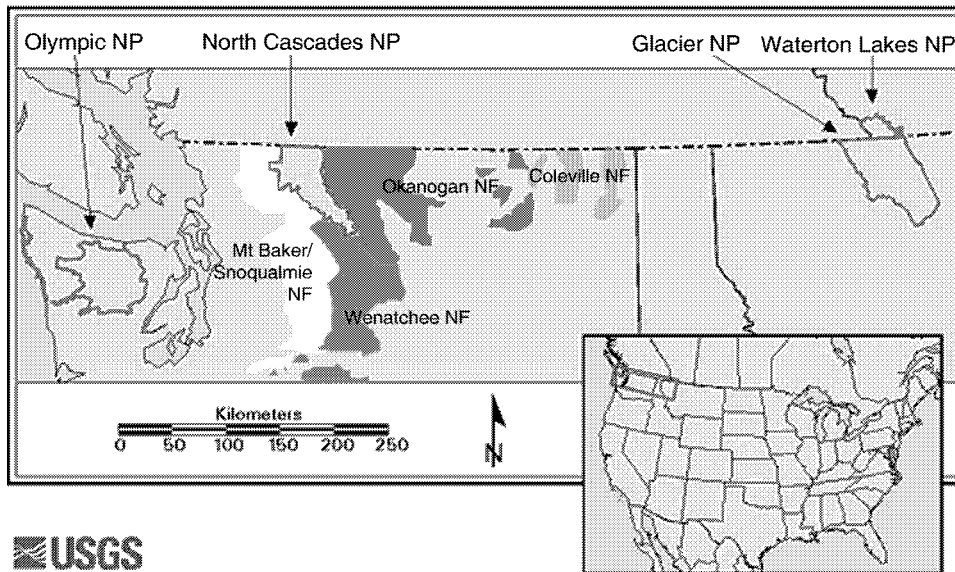 Olympic NP
North Cascades NP
Glacier NP
Waterton Lakes NP
Okanogan NF
Coleville NF
Mt Baker/
Snoqualmie
NF
Wenatchee NF
Kilometers
0 50 100 150 200 250
N
USGS